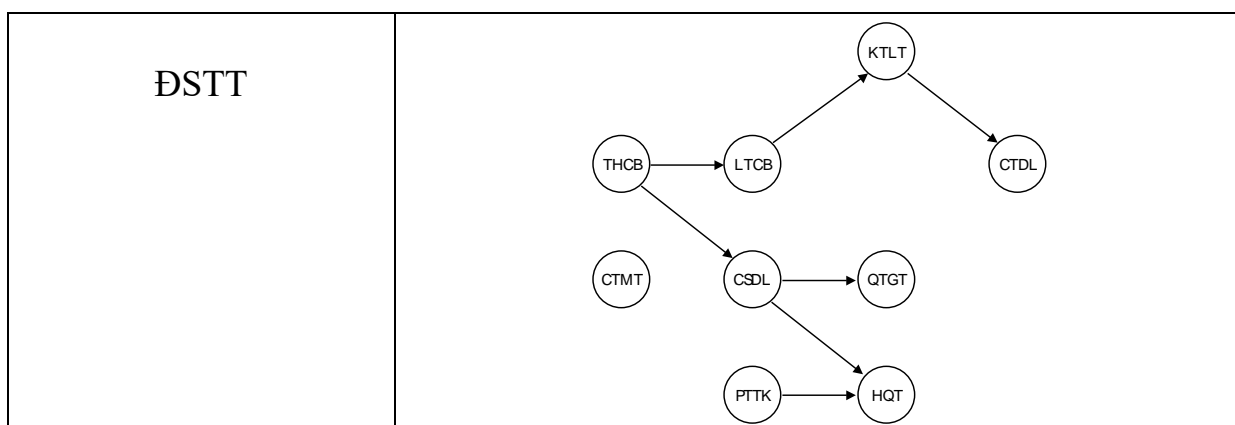 ĐSTT
KTLT
THCB LTCB CTDL
CTMT CSDL QTGT
PTTK HQT